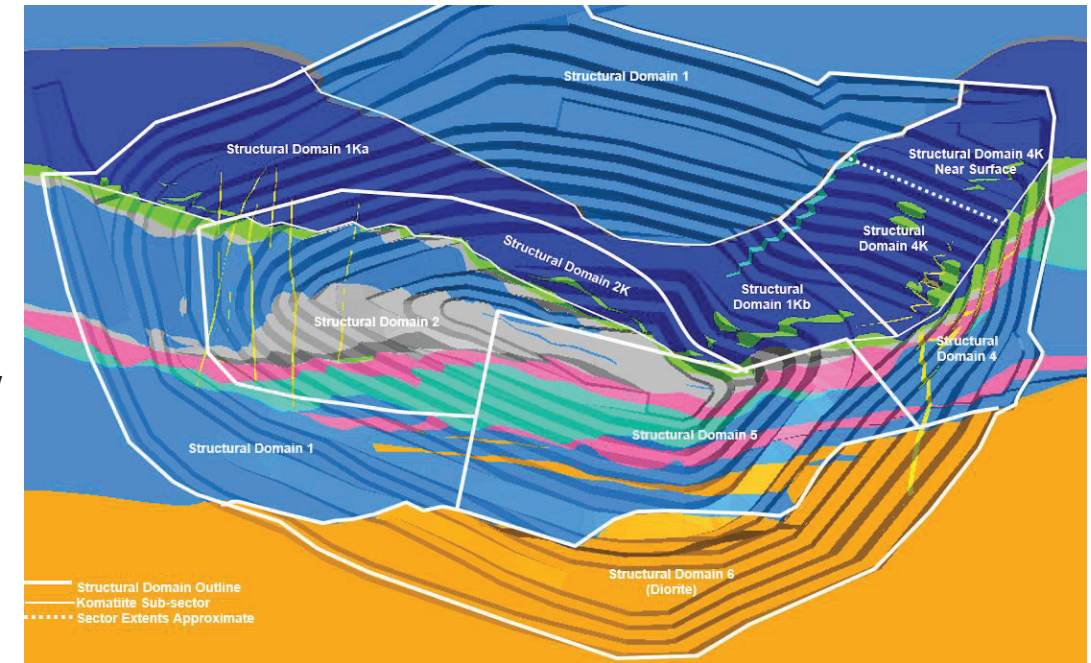 Structural Domain 1
Structural Domain 1Ka
Structural Domain 4K
Near Surface
Structural
Domain 4K
Structural Domain 2K
Structural
Domain 1Kb
Structural Domain 2
Structural
Domain 4
Structural Domain 5
Structural Domain 1
Structural Domain 6
(Diorite)
Structural Domain Outline
Komatiite Sub-sector
Sector Extents Approximate